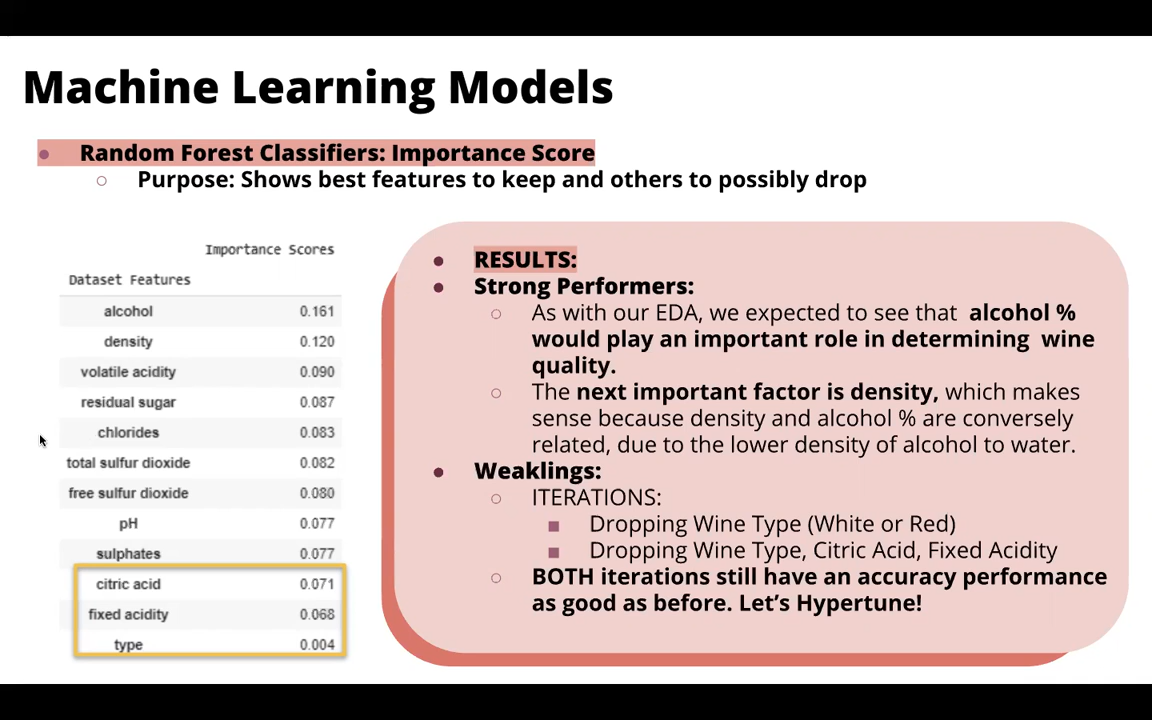 Machine Learning Models
● Random Forest Classifiers: Importance Score
○ Purpose: Shows best features to keep and others to possibly drop
Importance Scores
Dataset Features
alcohol 0.161
density 0.120
volatile acidity 0.090
residual sugar 0.087
chlorides 0.083
total sulfur dioxide 0.082
free sulfur dioxide 0.080
pH 0.077
sulphates 0.077
citric acid 0.071
fixed acidity 0.068
type 0.004
● RESULTS:
● Strong Performers:
○ As with our EDA, we expected to see that alcohol %
would play an important role in determining wine
quality.
○ The next important factor is density, which makes
sense because density and alcohol % are conversely
related, due to the lower density of alcohol to water.
● Weaklings:
○ ITERATIONS:
■ Dropping Wine Type (White or Red)
■ Dropping Wine Type, Citric Acid, Fixed Acidity
○ BOTH iterations still have an accuracy performance
as good as before. Let's Hypertune!